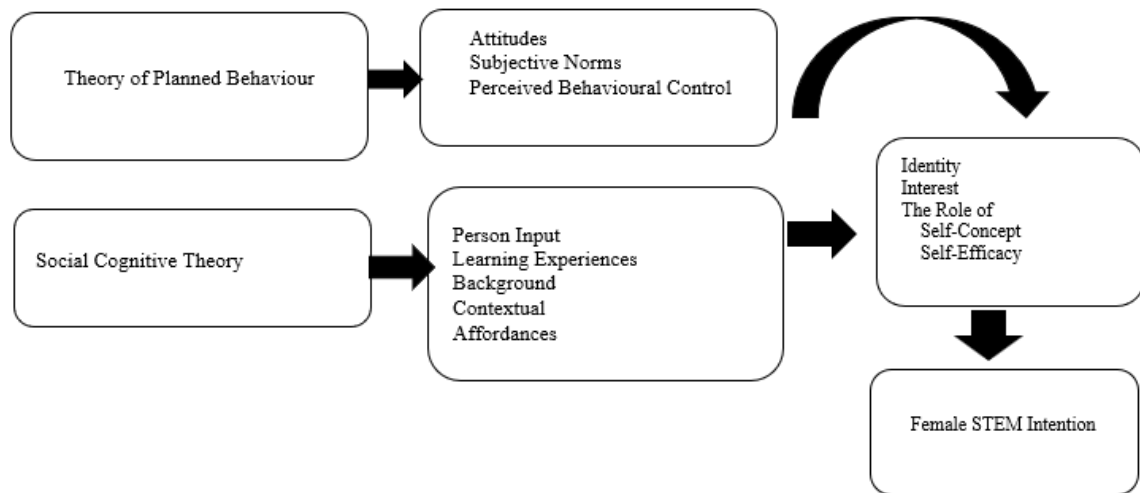 Theory of Planned Behaviour
Attitudes
Subjective Norms
Perceived Behavioural Control
Social Cognitive Theory
Person Input
Learning Experiences
Background
Contextual
Affordances
Identity
Interest
The Role of
Self-Concept
Self-Efficacy
Female STEM Intention